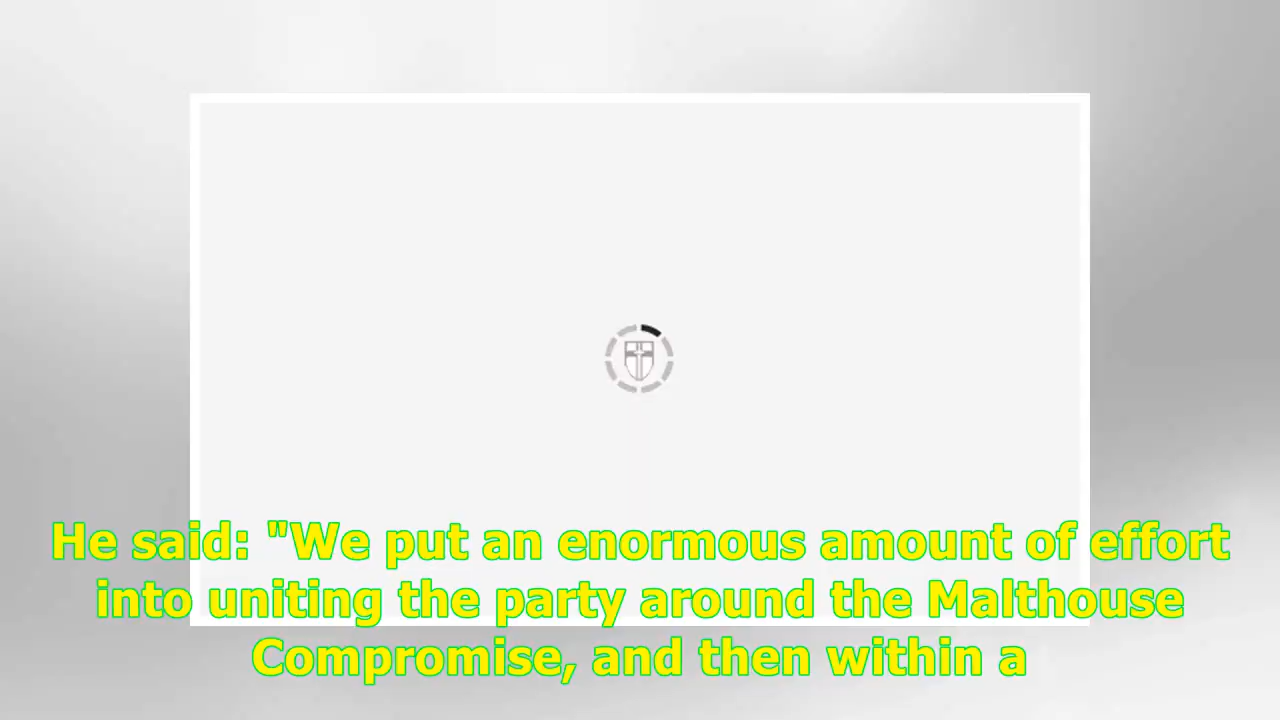 He said: "We put an enormous amount of effort
into uniting the party around the Malthouse
Compromise, and then within a